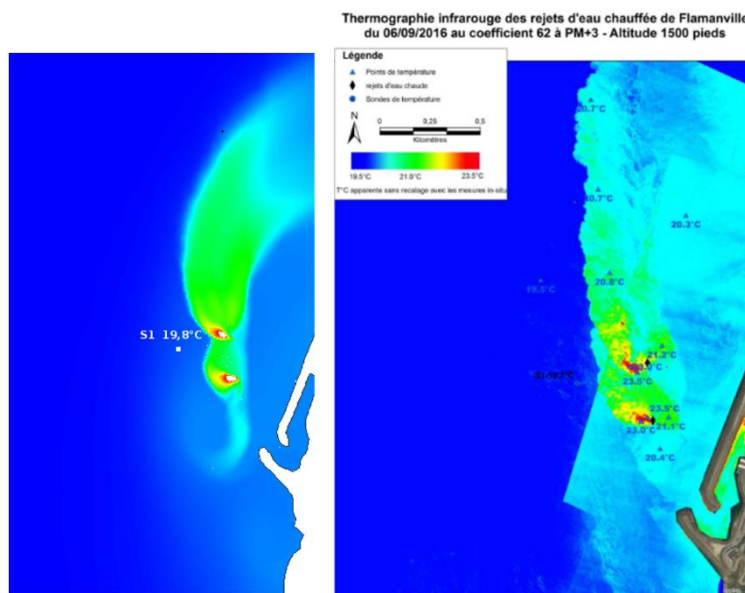 Thermographie infrarouge des rejets d'eau chauffée de Flamanville
du 06/09/2016 au coefficient 62 à PM+3 - Altitude 1500 pieds
Légende
Points de température
rejets d'eau chaude
Sondes de température
N
0 0,25 0,5
Kilomètres
19.5°C 21.9°C 23.5°C
T°C apparente sans recalage avec les mesures in-situ
S1 19,8°C
20.7°C
20.7°C
20.3°C
20.8°C
19.5°C
21.2°C
23.5°C
23.5°C
23.0°C
21.1°C
20.4°C